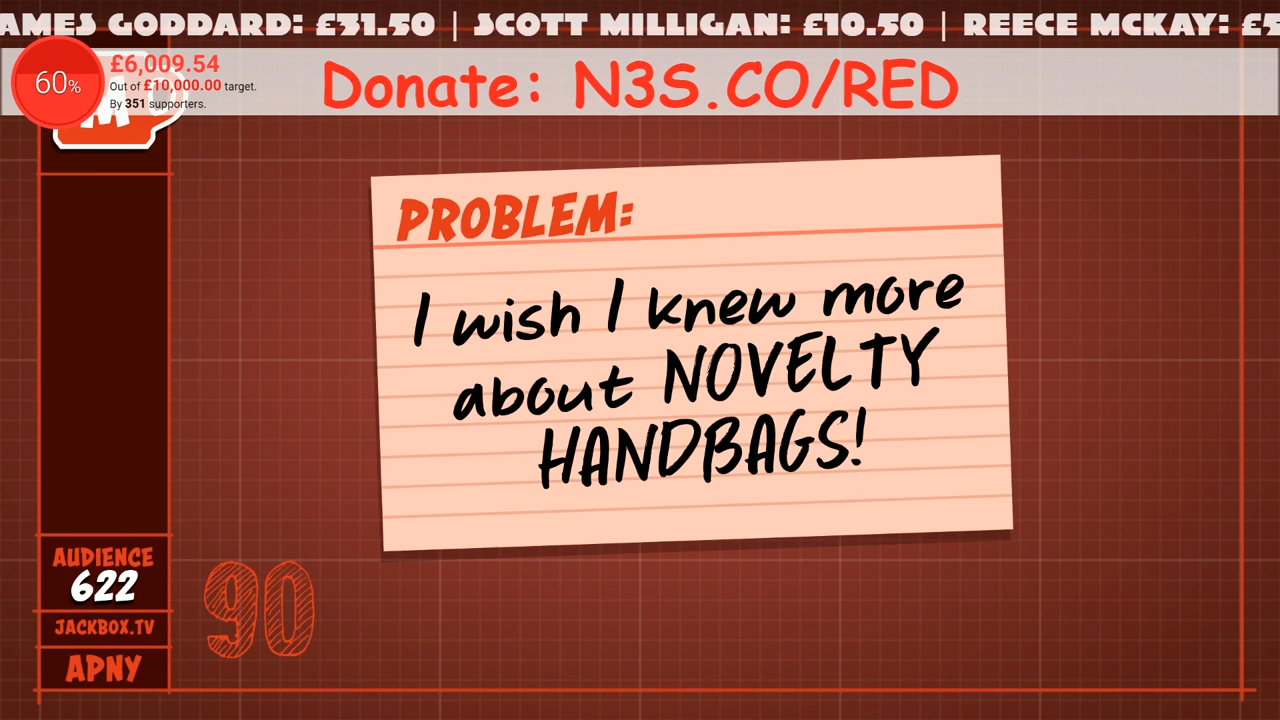 AMES GODDARD: £31.50 | SCOTT MILLIGAN: £10.50 | REECE MCKAY: £5
60%
£6,009.54
Out of £10,000.00 target.
By 351 supporters.
Donate: N3S.CO/RED
PROBLEM:
I wish I knew more
about NOVELTY
HANDBAGS!
AUDIENCE
622
JACKBOX.TV
APNY
90